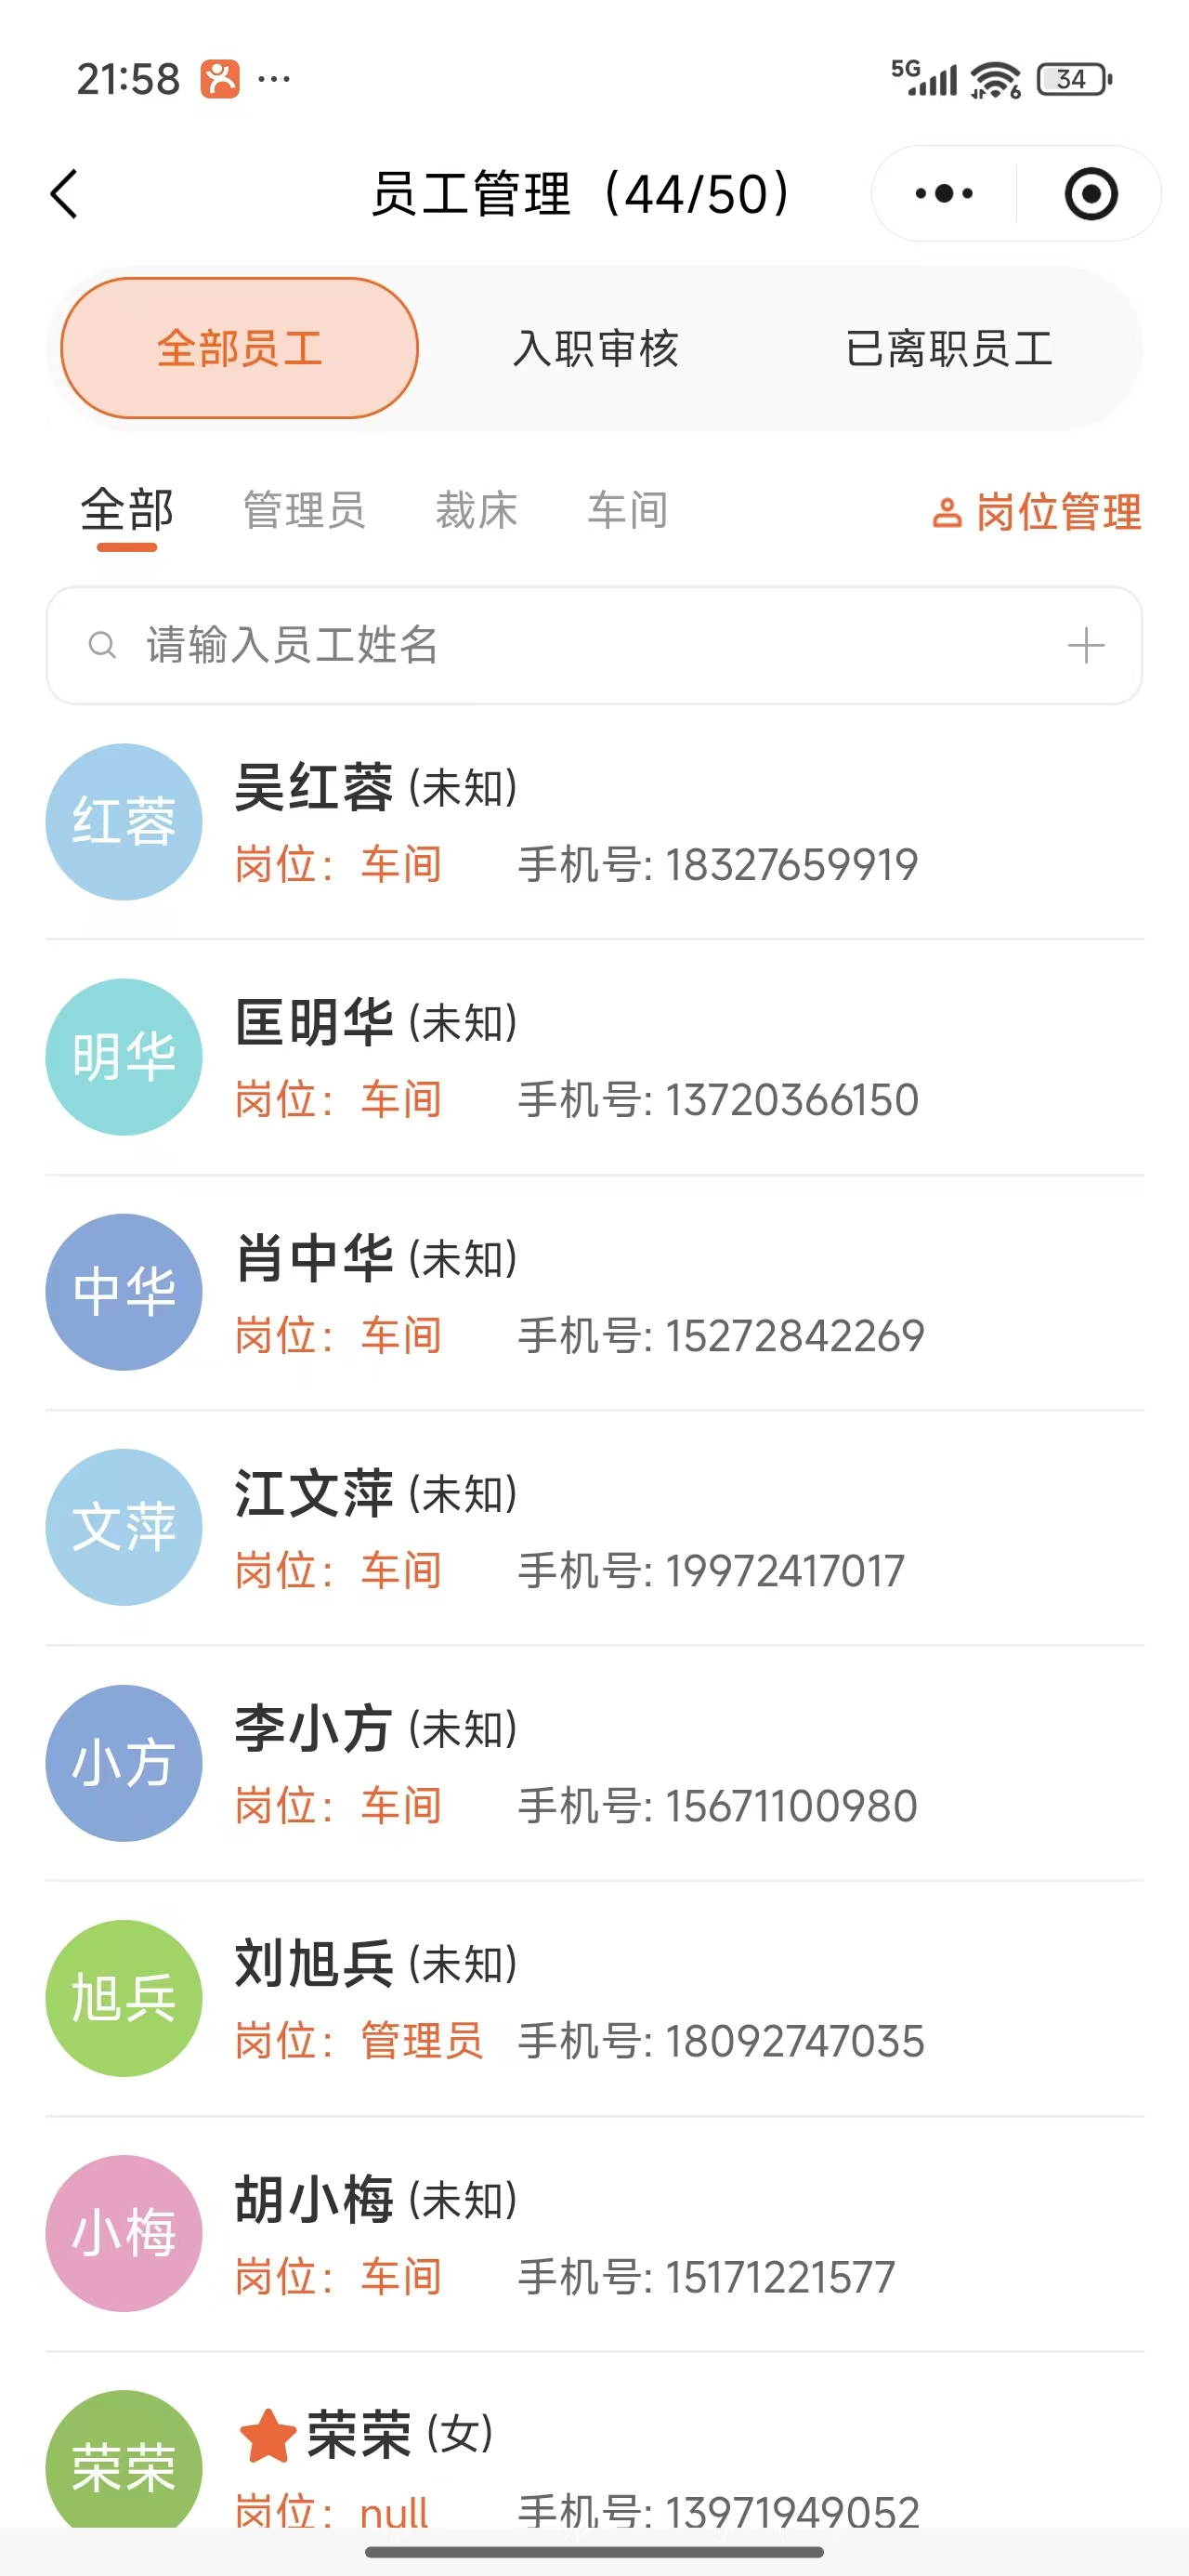 21:58
5G
6
34
员工管理（44/50）
全部员工 入职审核 已离职员工
全部 管理员 裁床 车间 岗位管理
请输入员工姓名
红蓉
吴红蓉 (未知)
岗位：车间 手机号: 18327659919
明华
匡明华 (未知)
岗位：车间 手机号: 13720366150
中华
肖中华 (未知)
岗位：车间 手机号: 15272842269
文萍
江文萍 (未知)
岗位：车间 手机号: 19972417017
小方
李小方 (未知)
岗位：车间 手机号: 15671100980
旭兵
刘旭兵 (未知)
岗位：管理员 手机号: 18092747035
小梅
胡小梅 (未知)
岗位：车间 手机号: 15171221577
荣荣
荣荣 (女)
岗位：null 手机号: 13971949052